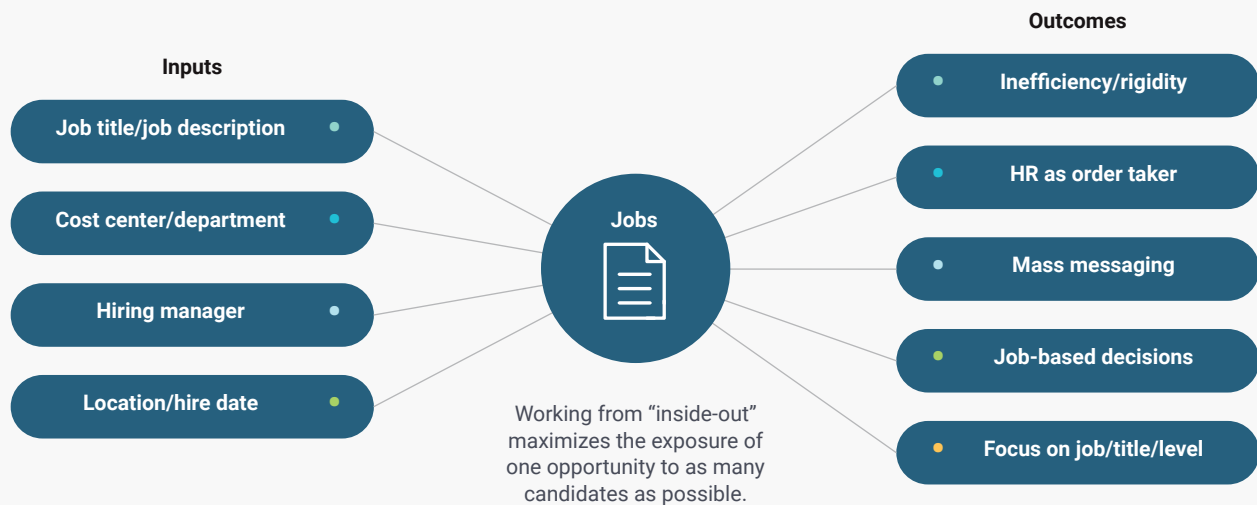 Inputs
Job title/job description
Cost center/department
Hiring manager
Location/hire date
Jobs
Working from “inside-out”
maximizes the exposure of
one opportunity to as many
candidates as possible.
Outcomes
Inefficiency/rigidity
HR as order taker
Mass messaging
Job-based decisions
Focus on job/title/level